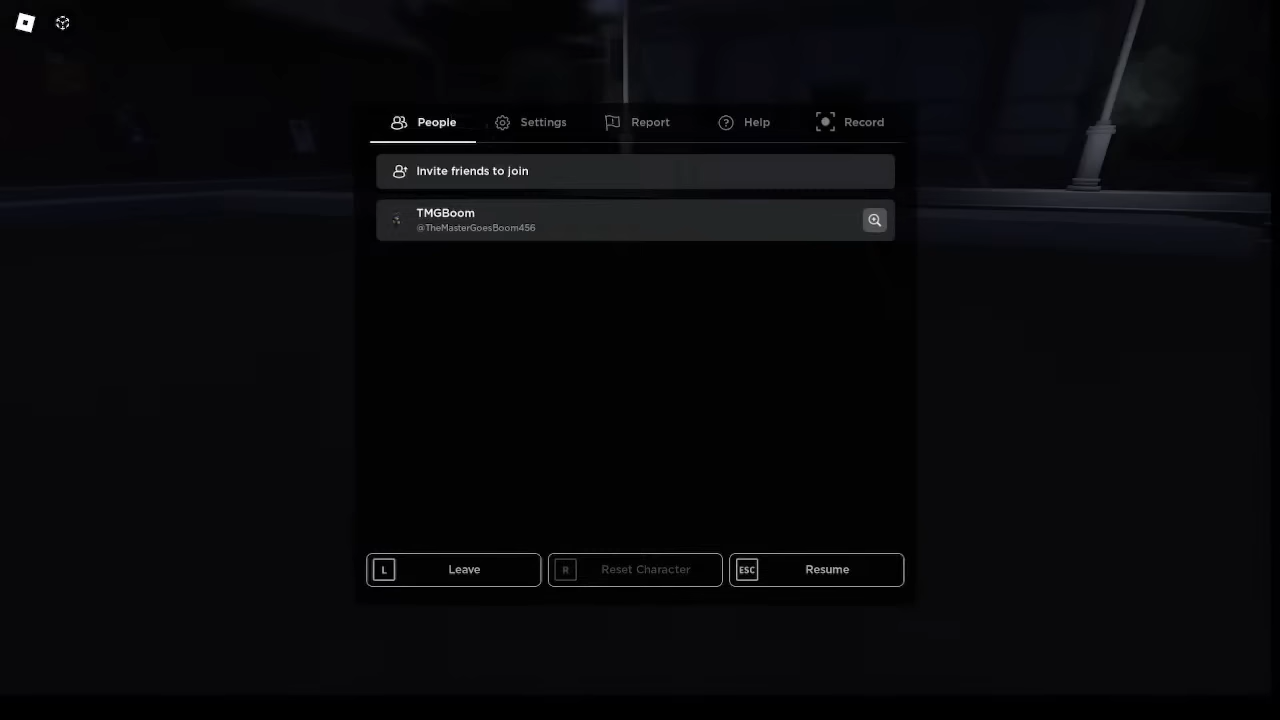 People
Settings
Report
Help
Record
Invite friends to join
TMGBoom
@TheMasterGoesBoom456
L
Leave
R
Reset Character
ESC
Resume